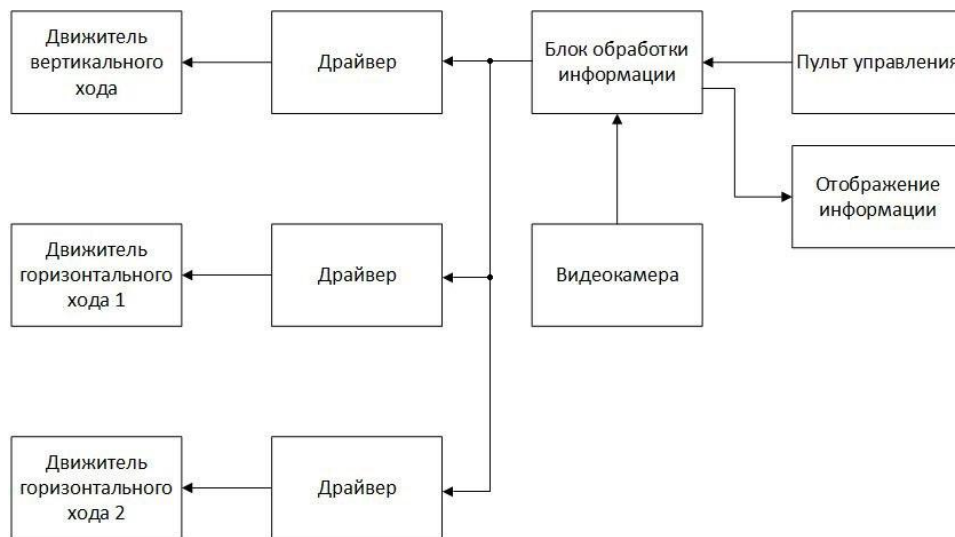 Движитель
вертикального
хода
Драйвер
Блок обработки
информации
Пульт управления
Отображение
информации
Движитель
горизонтального
хода 1
Драйвер
Видеокамера
Движитель
горизонтального
хода 2
Драйвер